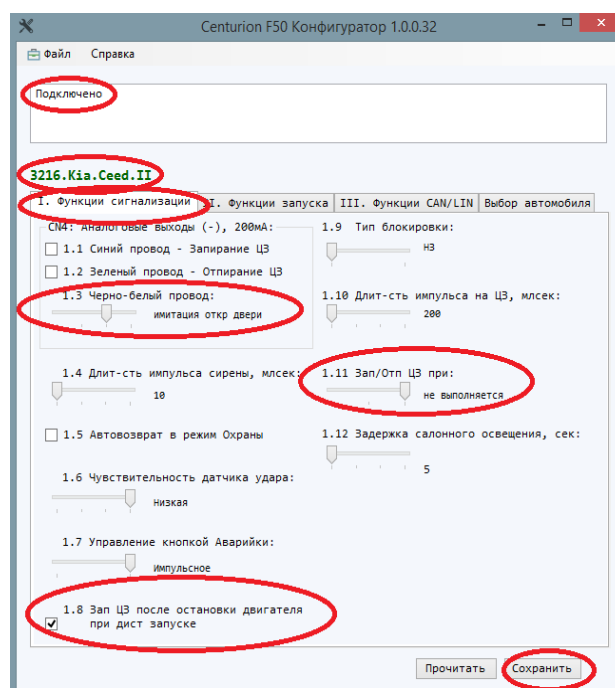 Centurion F50 Конфигуратор 1.0.0.32
Файл Справка
Подключено
3216.Kia.Ceed.II
I. Функции сигнализации II. Функции запуска III. Функции CAN/LIN Выбор автомобиля
CN4: Аналоговые выходы (-), 200мА:
1.1 Синий провод - Запирание ЦЗ
1.2 Зеленый провод - Отпирание ЦЗ
1.3 Черно-белый провод:
имитация откр двери
1.4 Длит-сть импульса сирены, млсек:
10
1.5 Автовозврат в режим Охраны
1.6 Чувствительность датчика удара:
Низкая
1.7 Управление кнопкой Аварийки:
Импульсное
1.8 Зап ЦЗ после остановки двигателя
при дист запуске
1.9 Тип блокировки:
НЗ
1.10 Длит-сть импульса на ЦЗ, млсек:
200
1.11 Зап/Отп ЦЗ при:
не выполняется
1.12 Задержка салонного освещения, сек:
5
Прочитать Сохранить